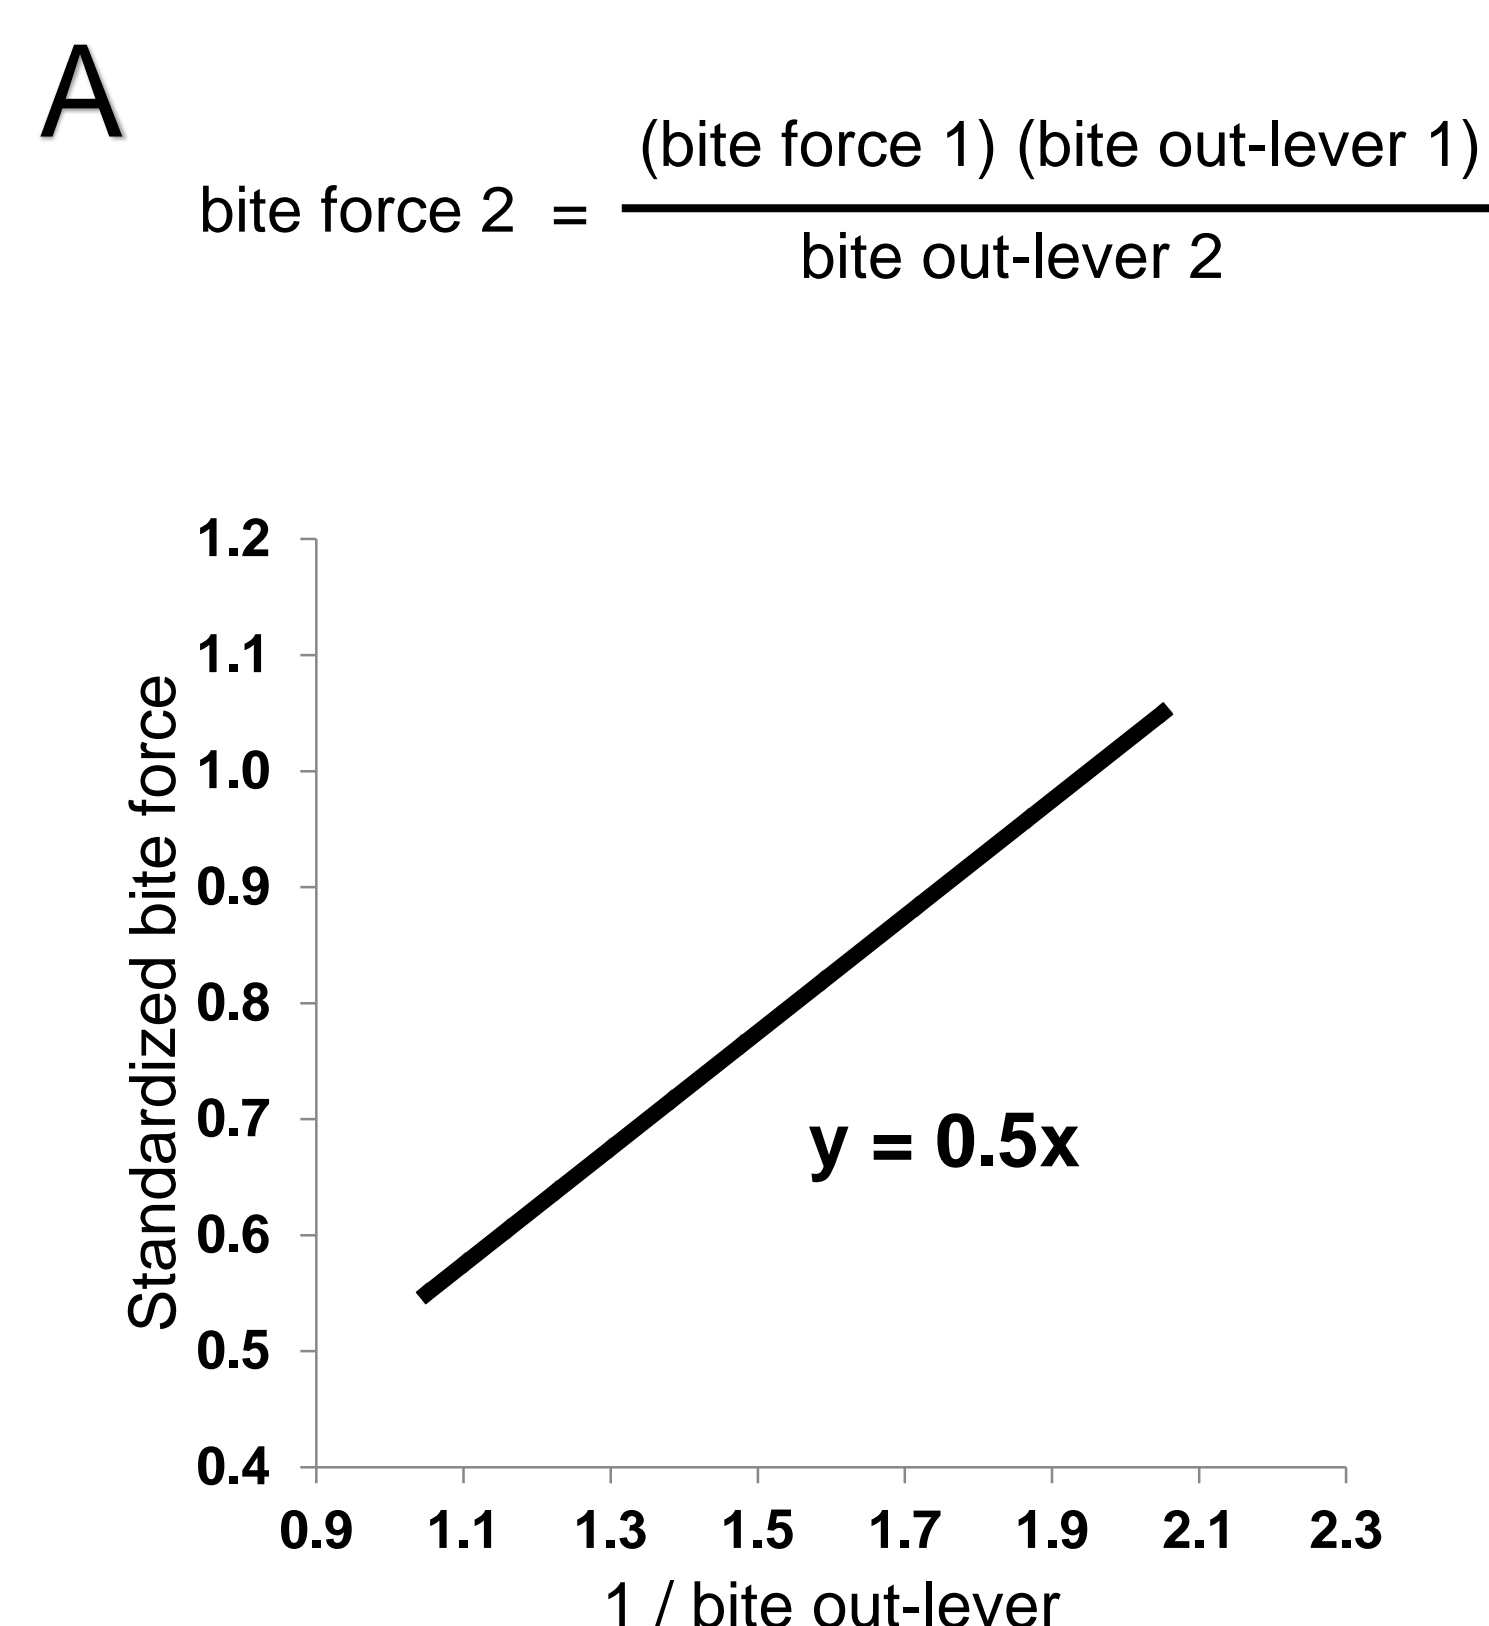 A
(bite force 1) (bite out-lever 1)
bite force 2 =
bite out-lever 2
1.2
1.1
1.0
0.9
0.8
0.7
0.6
0.5
0.4
Standardized bite force
y = 0.5x
0.9 1.1 1.3 1.5 1.7 1.9 2.1 2.3
1 / bite out-lever